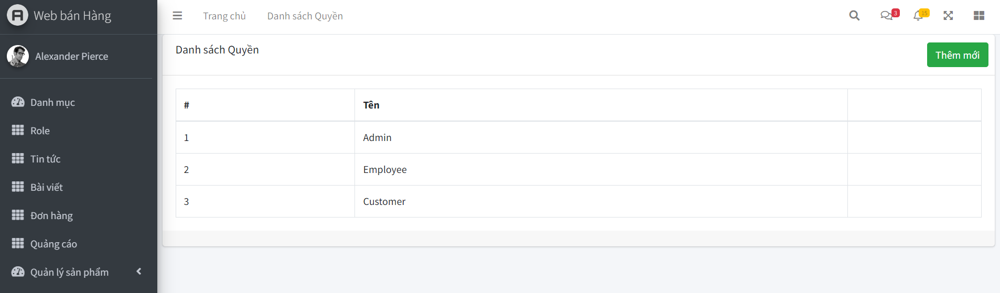 Web bán Hàng
Trang chủ
Danh sách Quyền
3
15
Alexander Pierce
Danh sách Quyền
Thêm mới
Danh mục
Role
Tin tức
Bài viết
Đơn hàng
Quảng cáo
Quản lý sản phẩm
# Tên
1 Admin
2 Employee
3 Customer